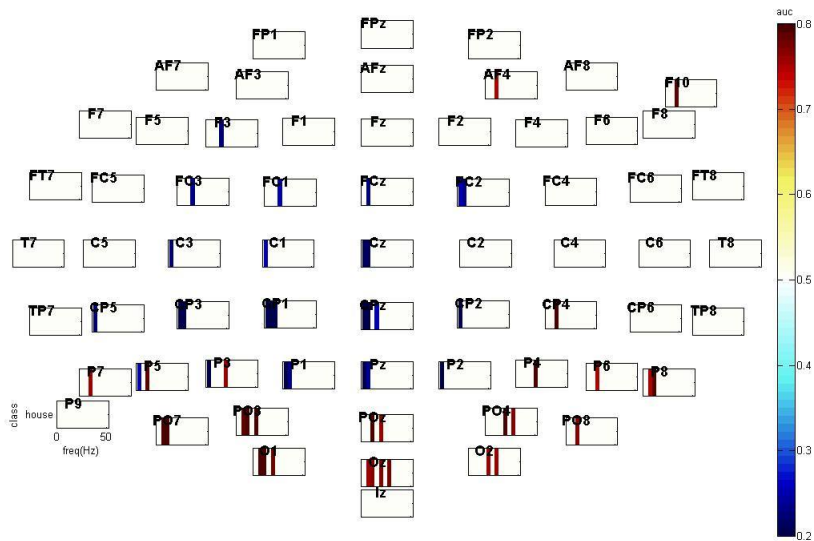 auc
FPz
FP1 FP2 0.8
AF7 AF3 AFz AF4 AF8 F10
0.7
F7 F5 F3 F1 Fz F2 F4 F6 F8
FT7 FC5 FC3 FC1 FCz FC2 FC4 FC6 FT8
0.6
T7 C5 C3 C1 Cz C2 C4 C6 T8
0.5
TP7 CP5 CP3 CP1 CPz CP2 CP4 CP6 TP8
0.4
P7 P5 P3 P1 Pz P2 P4 P6 P8
P9
class
house
PO7 PO3 POz PO4 PO8
0 50
freq(Hz)
O1 Oz O2
0.3
Iz
0.2